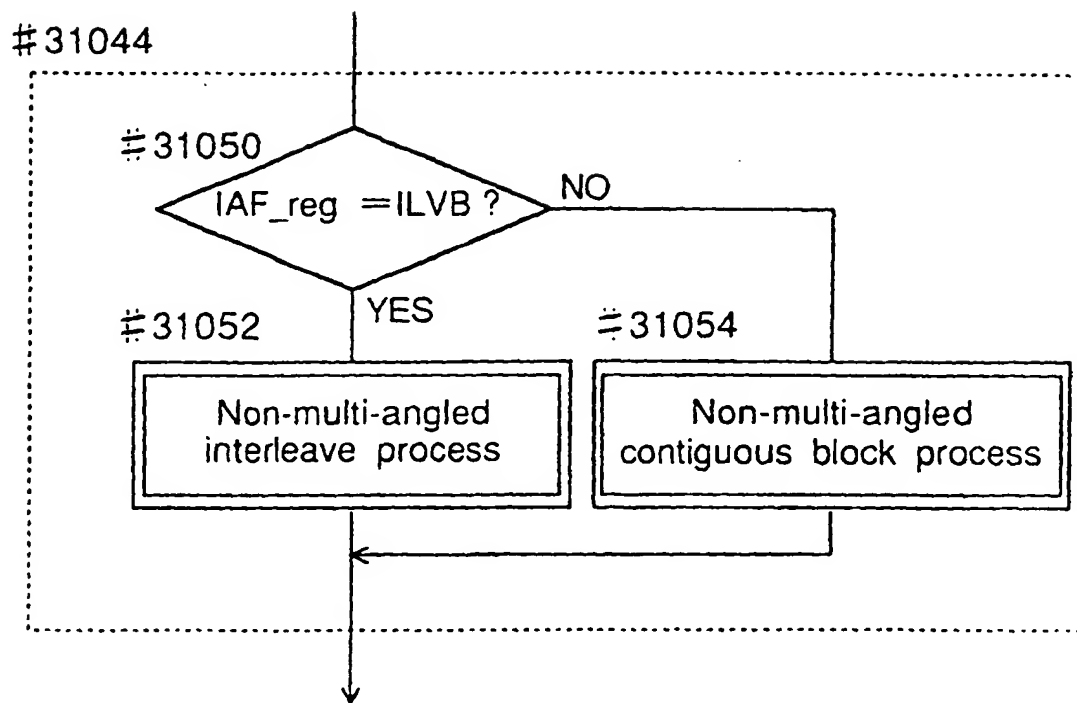 #31044
#31050
IAF_reg =ILVB ?
NO
YES
#31052
#31054
Non-multi-angled
interleave process
Non-multi-angled
contiguous block process